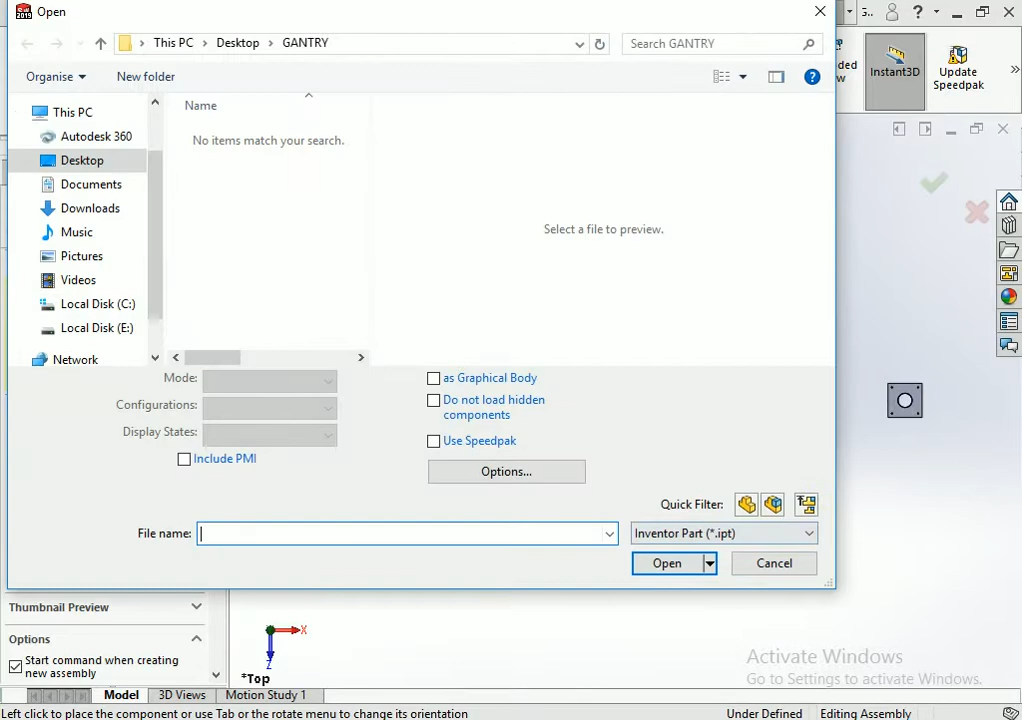 Open
This PC > Desktop > GANTRY
Search GANTRY
5..
?
Organise
New folder
?
Name
No items match your search.
Select a file to preview.
This PC
Autodesk 360
Desktop
Documents
Downloads
Music
Pictures
Videos
Local Disk (C:)
Local Disk (E:)
Network
Instant3D
Update
Speedpak
Mode:
Configurations:
Display States:
Include PMI
as Graphical Body
Do not load hidden
components
Use Speedpak
Options...
Quick Filter:
File name:
Inventor Part (*.ipt)
Open
Cancel
Thumbnail Preview
Options
Start command when creating
new assembly
X
Z
*Top
Activate Windows
Go to Settings to activate Windows.
Model
3D Views
Motion Study 1
Left click to place the component or use Tab or the rotate menu to change its orientation
Under Defined
Editing Assembly